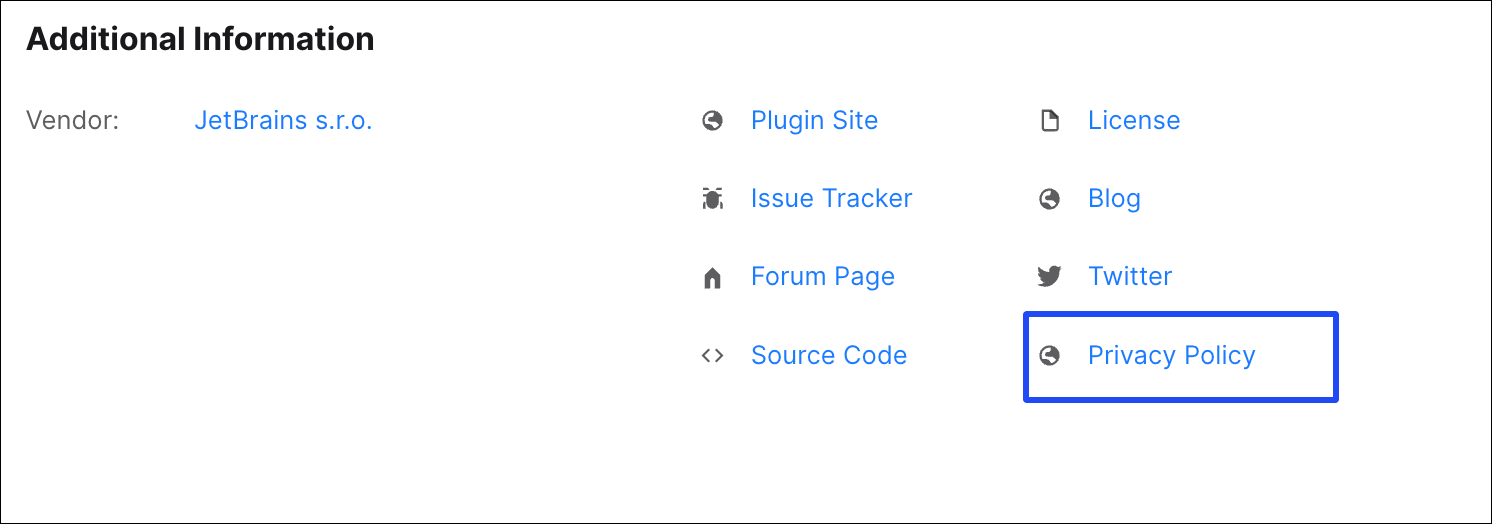 Additional Information
Vendor: JetBrains s.r.o. Plugin Site License
Issue Tracker Blog
Forum Page Twitter
Source Code Privacy Policy